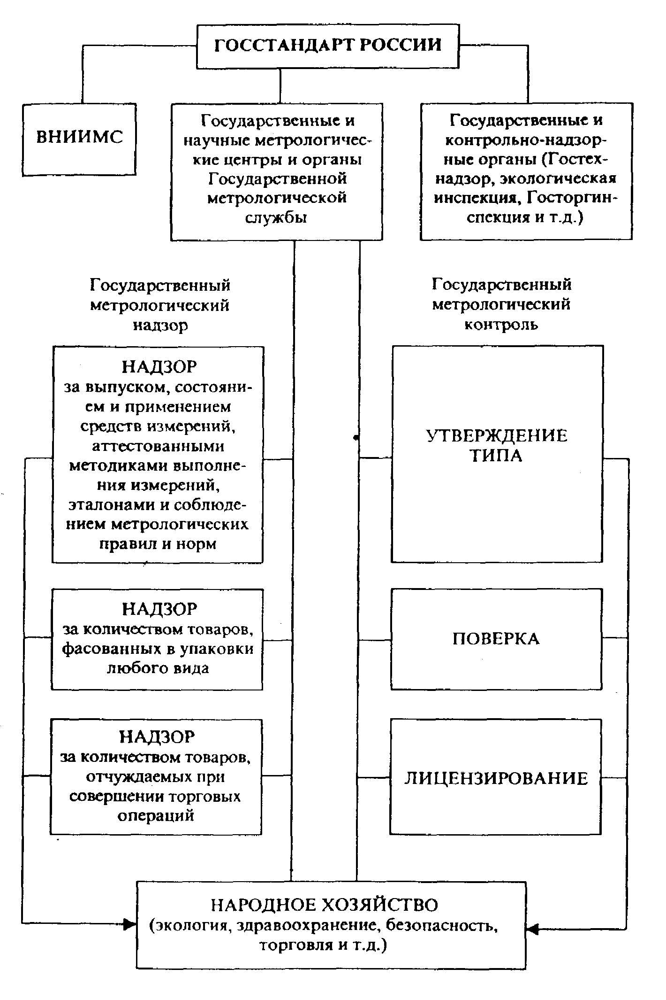 ГОССТАНДАРТ РОССИИ
ВНИИМС
Государственные и
научные метрологичес-
кие центры и органы
Государственной
метрологической
службы
Государственные и
контрольно-надзор-
ные органы (Гостех-
надзор, экологическая
инспекция, Госторгин-
спекция и т.д.)
Государственный
метрологический
надзор
Государственный
метрологический
контроль
НАДЗОР
за выпуском, состояни-
ем и применением
средств измерений,
аттестованными
методиками выполне-
ния измерений,
эталонами и соблюде-
нием метрологических
правил и норм
УТВЕРЖДЕНИЕ
ТИПА
НАДЗОР
за количеством товаров,
фасованных в упаковки
любого вида
ПОВЕРКА
НАДЗОР
за количеством товаров,
отчуждаемых при
совершении торговых
операций
ЛИЦЕНЗИРОВАНИЕ
НАРОДНОЕ ХОЗЯЙСТВО
(экология, здравоохранение, безопасность,
торговля и т.д.)